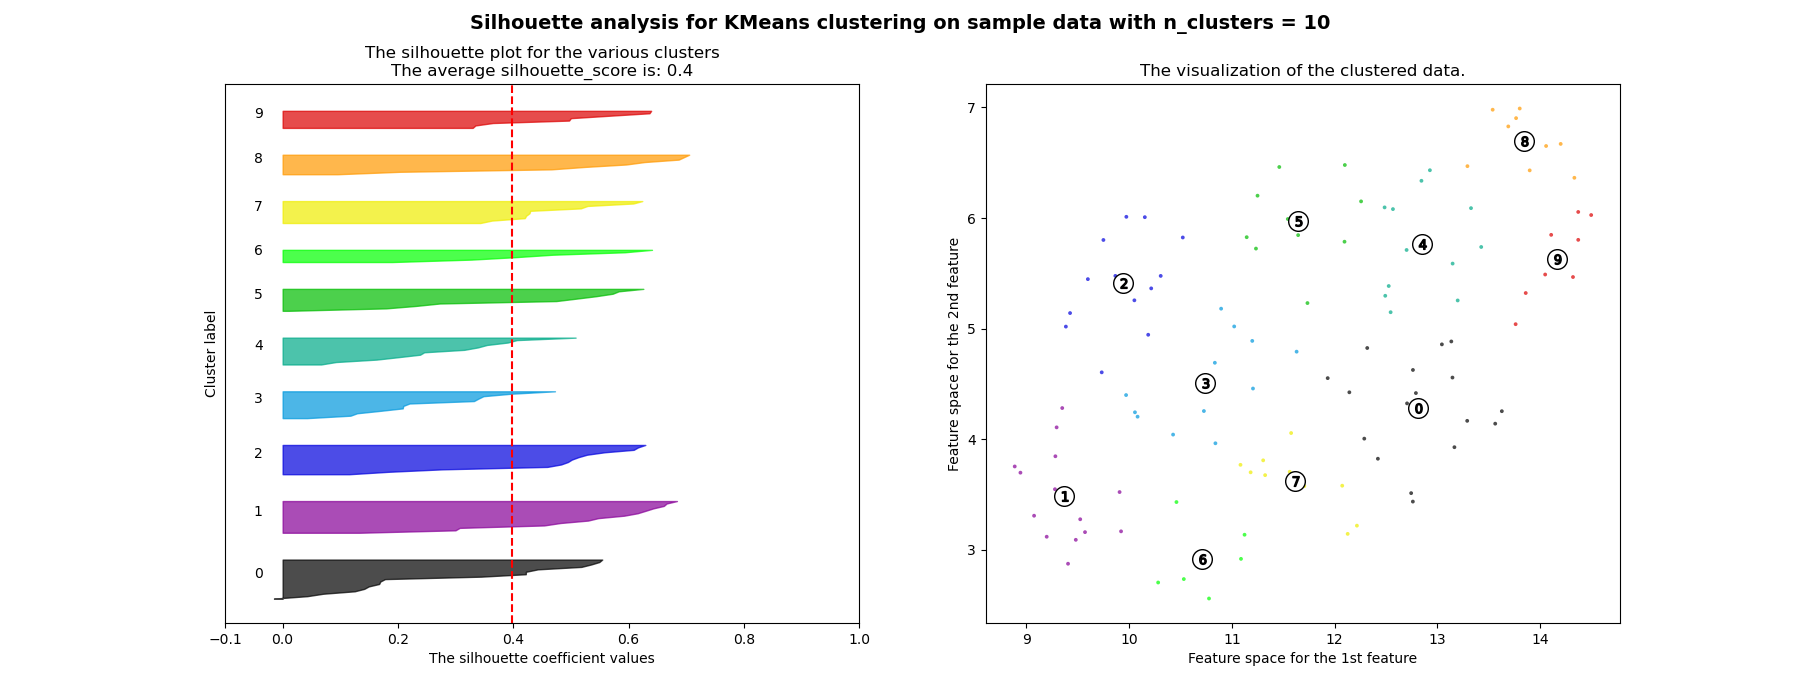 Silhouette analysis for KMeans clustering on sample data with n_clusters = 10
The silhouette plot for the various clusters
The average silhouette_score is: 0.4
9
8
7
6
5
4
3
2
1
0
Cluster label
−0.1 0.0 0.2 0.4 0.6 0.8 1.0
The silhouette coefficient values
The visualization of the clustered data.
7
6
5
4
3
Feature space for the 2nd feature
8
5
4
9
2
3
0
7
1
6
9 10 11 12 13 14
Feature space for the 1st feature